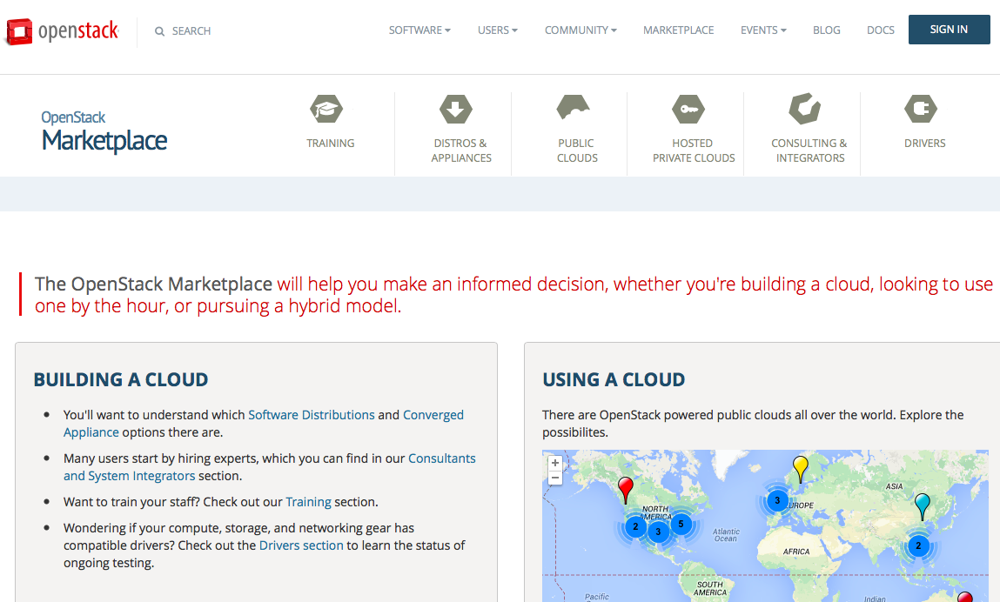 openstack
SEARCH
SOFTWARE
USERS
COMMUNITY
MARKETPLACE
EVENTS
BLOG
DOCS
SIGN IN
OpenStack
Marketplace
TRAINING
DISTROS &
APPLIANCES
PUBLIC
CLOUDS
HOSTED
PRIVATE CLOUDS
CONSULTING &
INTEGRATORS
DRIVERS
The OpenStack Marketplace will help you make an informed decision, whether you're building a cloud, looking to use
one by the hour, or pursuing a hybrid model.
BUILDING A CLOUD
You'll want to understand which Software Distributions and Converged
Appliance options there are.
Many users start by hiring experts, which you can find in our Consultants
and System Integrators section.
Want to train your staff? Check out our Training section.
Wondering if your compute, storage, and networking gear has
compatible drivers? Check out the Drivers section to learn the status of
ongoing testing.
USING A CLOUD
There are OpenStack powered public clouds all over the world. Explore the
possibilites.
+
−
ASIA
3
EUROPE
NORTH
AMERICA
2
3
5
Atlantic
Ocean
2
AFRICA
SOUTH
AMERICA
Pacific
Indian